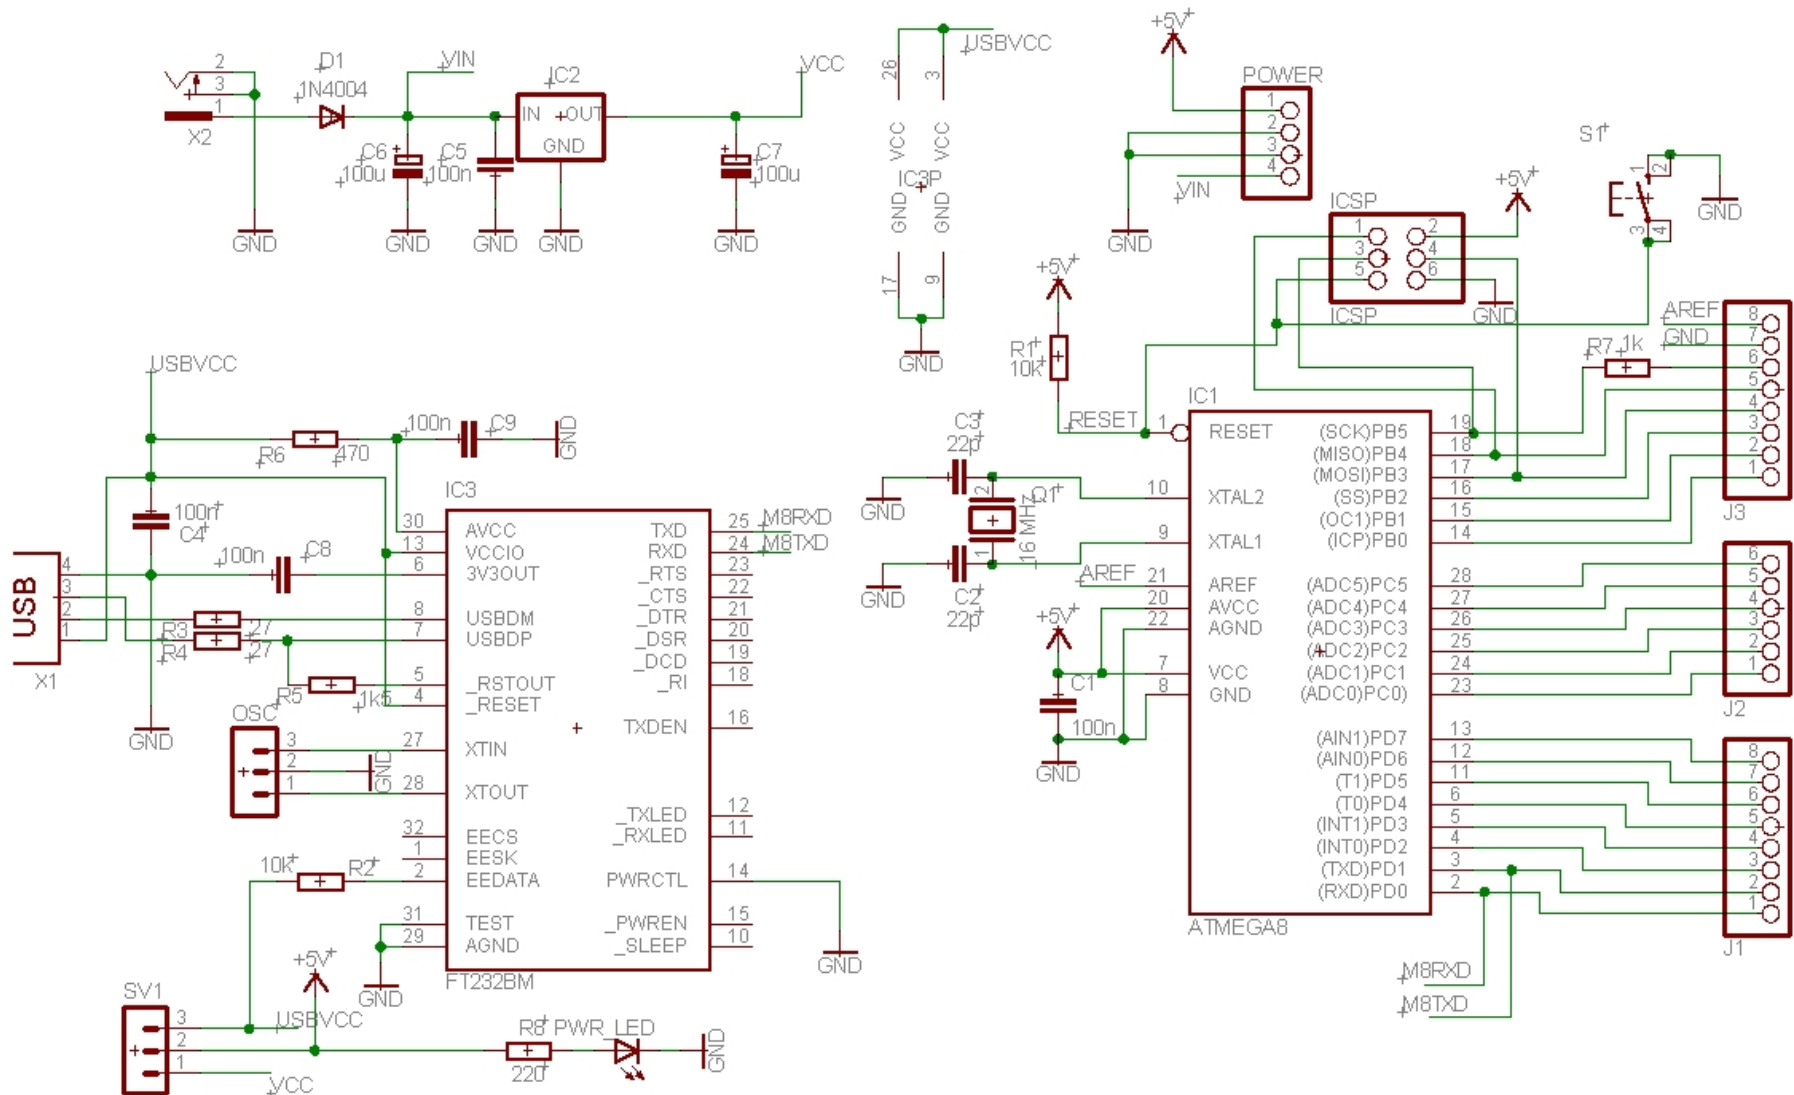 2
3
1
X2
D1
1N4004
VIN
IC2
IN
OUT
GND
VCC
C6
100u
C5
100n
C7
100u
GND
GND
GND
GND
GND
USBVCC
26
3
VCC
VCC
IC3P
GND
GND
17
9
GND
+5V
POWER
1
2
3
4
VIN
GND
S1
1
2
3
4
GND
+5V
ICSP
1
2
3
4
5
6
ICSP
GND
+5V
R1
10k
RESET
AREF
GND
R7
1k
8
7
6
5
4
3
2
1
J3
USBVCC
R6
470
100n
C9
GND
100n
C4
100n
C8
USB
4
3
2
1
X1
R3
27
R4
27
R5
1k5
GND
OSC
3
2
1
GND
IC3
30
AVCC
13
VCCIO
6
3V3OUT
8
USBDM
7
USBDP
5
_RSTOUT
4
_RESET
27
XTIN
28
XTOUT
32
EECS
1
EESK
2
EEDATA
31
TEST
29
AGND
TXD
25
M8RXD
RXD
24
M8TXD
_RTS
23
_CTS
22
_DTR
21
_DSR
20
_DCD
19
_RI
18
TXDEN
16
_TXLED
12
_RXLED
11
PWRCTL
14
_PWREN
15
_SLEEP
10
FT232BM
GND
GND
10k
R2
+5V
SV1
3
2
1
USBVCC
VCC
R8
220
PWR_LED
GND
C3
22p
GND
2
Q1
16 MHz
1
C2
22p
GND
AREF
+5V
C1
100n
GND
IC1
1
RESET
10
XTAL2
9
XTAL1
21
AREF
20
AVCC
22
AGND
7
VCC
8
GND
(SCK)PB5
19
(MISO)PB4
18
(MOSI)PB3
17
(SS)PB2
16
(OC1)PB1
15
(ICP)PB0
14
(ADC5)PC5
28
(ADC4)PC4
27
(ADC3)PC3
26
(ADC2)PC2
25
(ADC1)PC1
24
(ADC0)PC0)
23
(AIN1)PD7
13
(AIN0)PD6
12
(T1)PD5
11
(T0)PD4
6
(INT1)PD3
5
(INT0)PD2
4
(TXD)PD1
3
(RXD)PD0
2
ATMEGA8
6
5
4
3
2
1
J2
8
7
6
5
4
3
2
1
J1
M8RXD
M8TXD